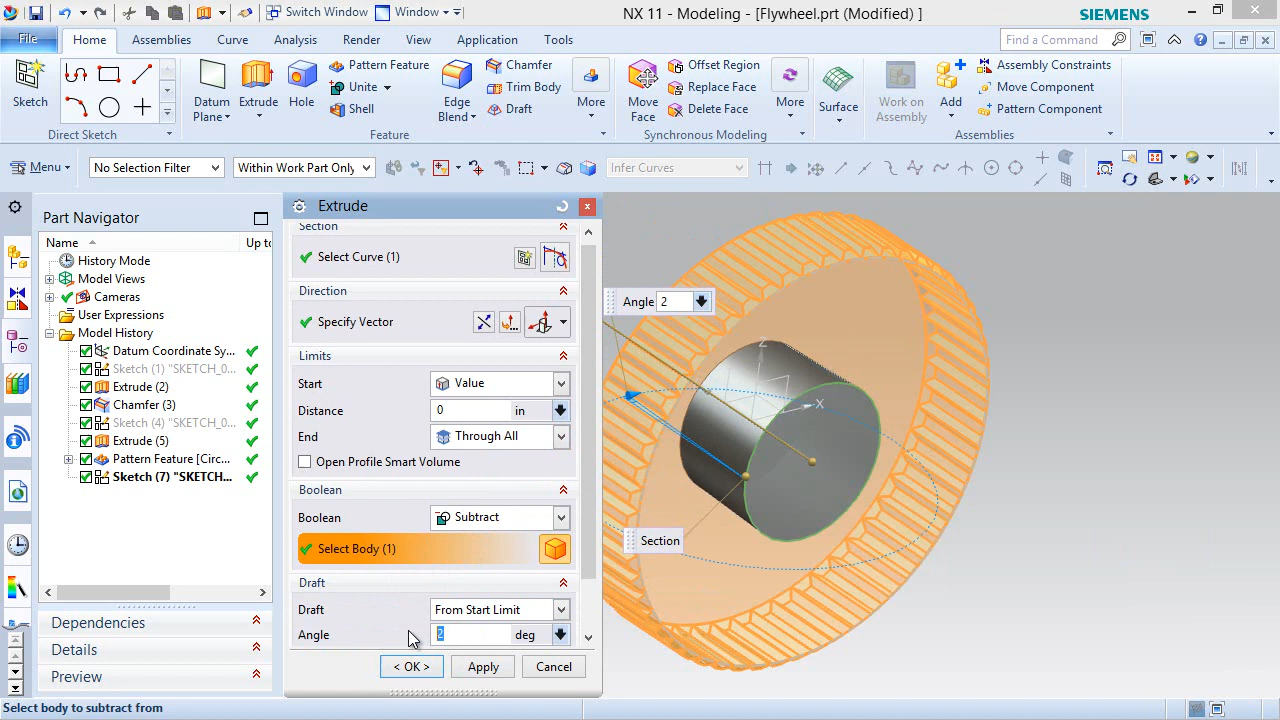 Switch Window Window NX 11 - Modeling - [Flywheel.prt (Modified) ] SIEMENS
File Home Assemblies Curve Analysis Render View Application Tools Find a Command
Sketch
Direct Sketch
Datum Plane
Extrude
Hole
Pattern Feature
Unite
Shell
Edge Blend
Chamfer
Trim Body
Draft
More
Feature
Move Face
Offset Region
Replace Face
Delete Face
More
Synchronous Modeling
Surface
Work on Assembly
Add
Assembly Constraints
Move Component
Pattern Component
Assemblies
Menu No Selection Filter Within Work Part Only Infer Curves
Part Navigator
Name Up to
History Mode
Model Views
Cameras
User Expressions
Model History
Datum Coordinate Sy...
Sketch (1) "SKETCH_0...
Extrude (2)
Chamfer (3)
Sketch (4) "SKETCH_0...
Extrude (5)
Pattern Feature [Circ...
Sketch (7) "SKETCH...
Dependencies
Details
Preview
Extrude
Section
Select Curve (1)
Direction
Specify Vector
Limits
Start Value
Distance 0 in
End Through All
Open Profile Smart Volume
Boolean
Boolean Subtract
Select Body (1)
Draft
Draft From Start Limit
Angle 2 deg
< OK > Apply Cancel
Angle 2
Z
X
Section
Select body to subtract from